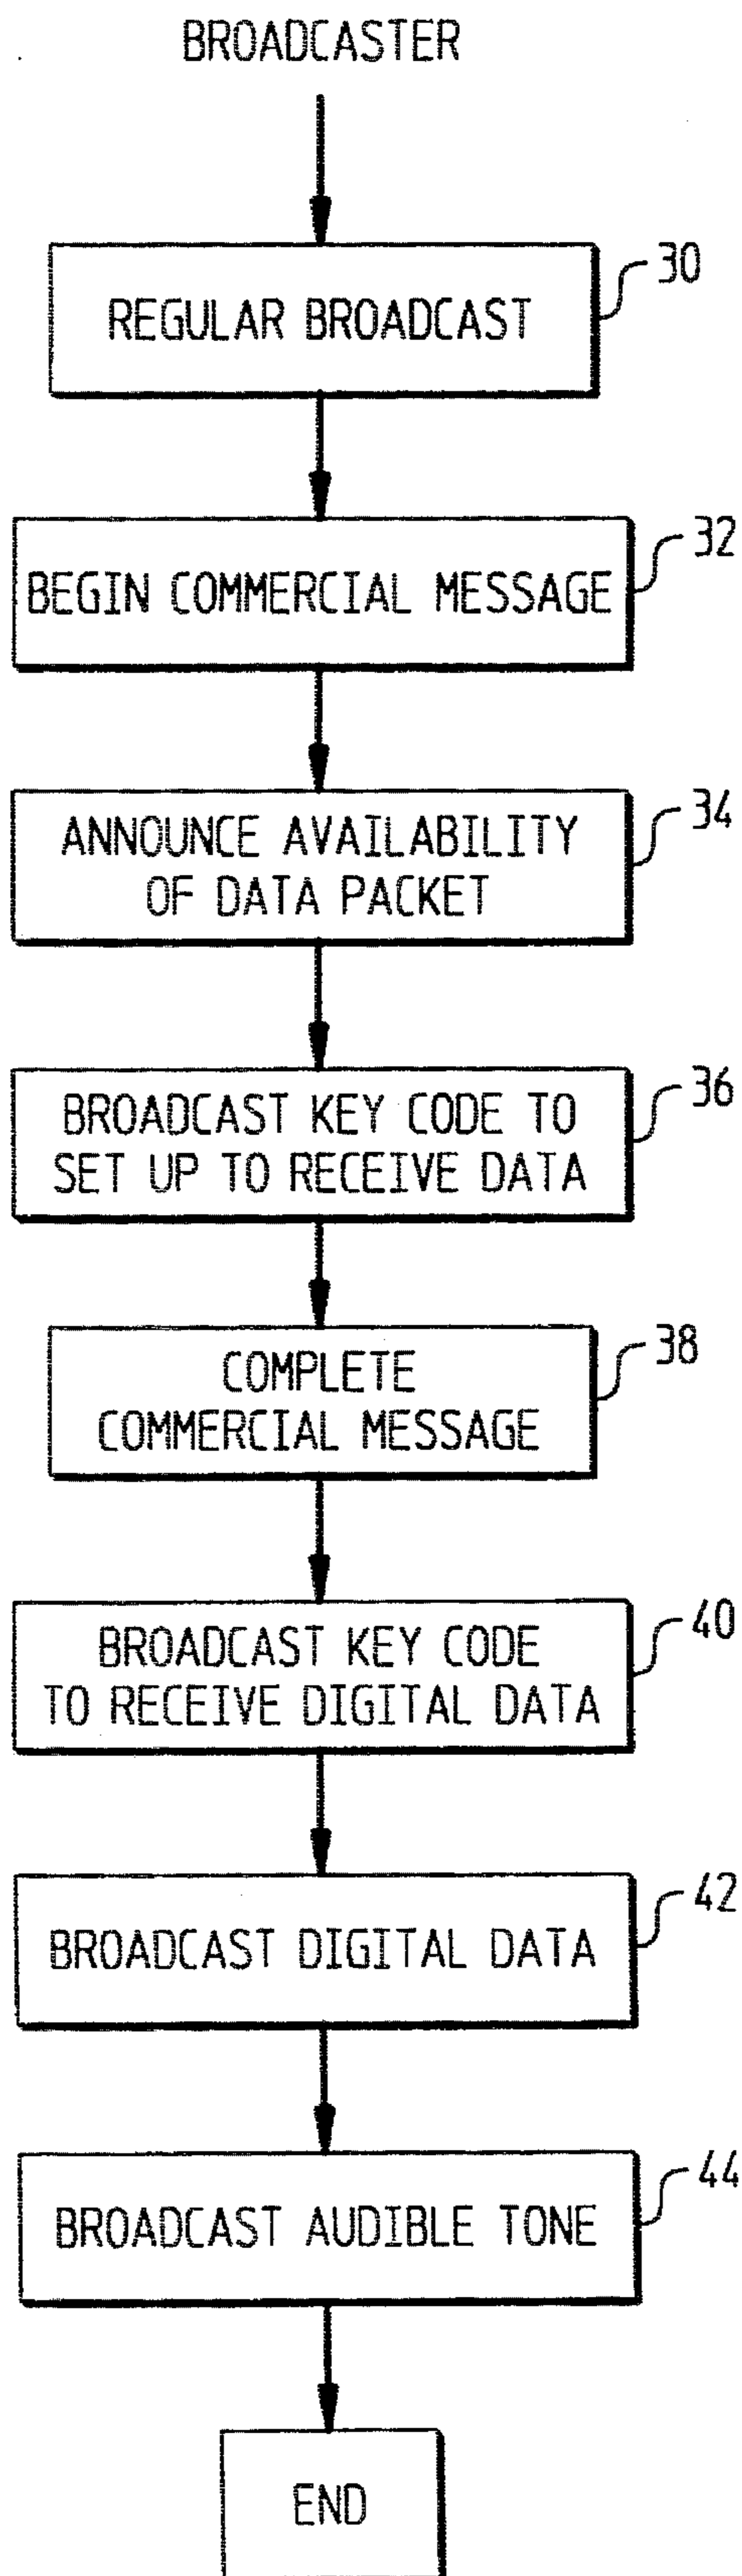 BROADCASTER
REGULAR BROADCAST
30
BEGIN COMMERCIAL MESSAGE
32
ANNOUNCE AVAILABILITY
OF DATA PACKET
34
BROADCAST KEY CODE TO
SET UP TO RECEIVE DATA
36
COMPLETE
COMMERCIAL MESSAGE
38
BROADCAST KEY CODE
TO RECEIVE DIGITAL DATA
40
BROADCAST DIGITAL DATA
42
BROADCAST AUDIBLE TONE
44
END